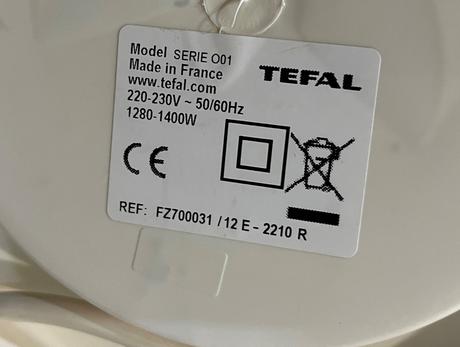 Model SERIE O01
Made in France
www.tefal.com
TEFAL
220-230V ~ 50/60Hz
1280-1400W
CE
REF: FZ700031 / 12 E - 2210 R